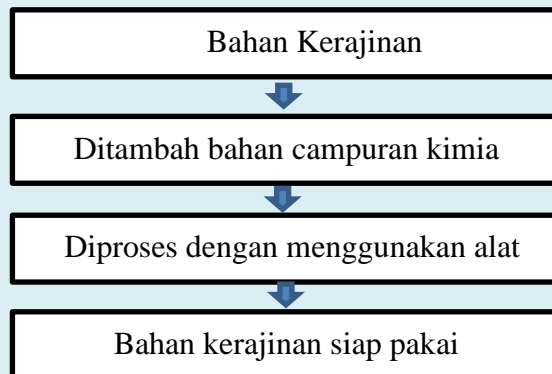 Bahan Kerajinan
Ditambah bahan campuran kimia
Diproses dengan menggunakan alat
Bahan kerajinan siap pakai